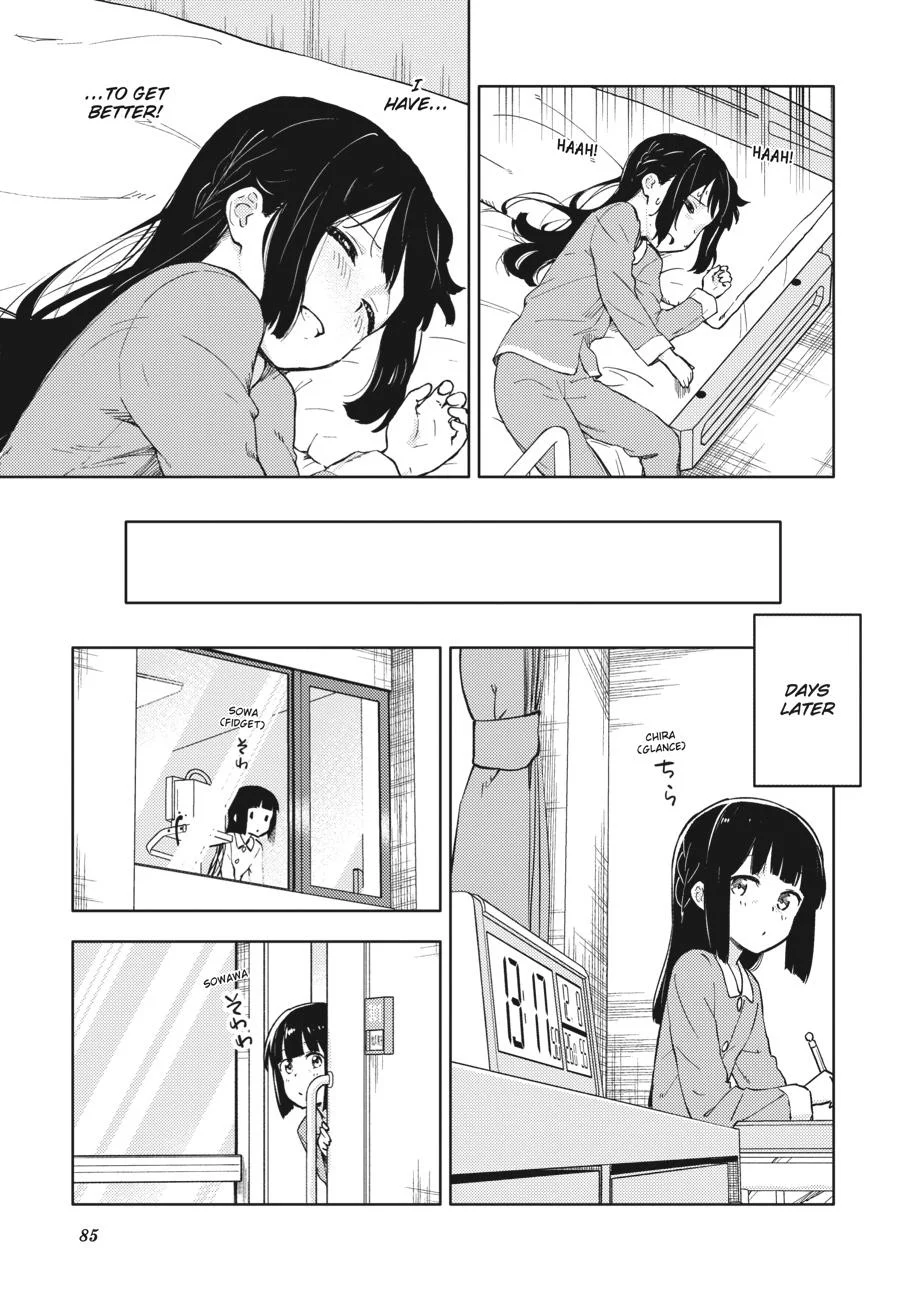 HAAH!
HAAH!
I
HAVE...
...TO GET
BETTER!
DAYS
LATER
CHIRA
(GLANCE)
ちら
SOWA
(FIDGET)
そわ
SOWAWA
そわわ
85